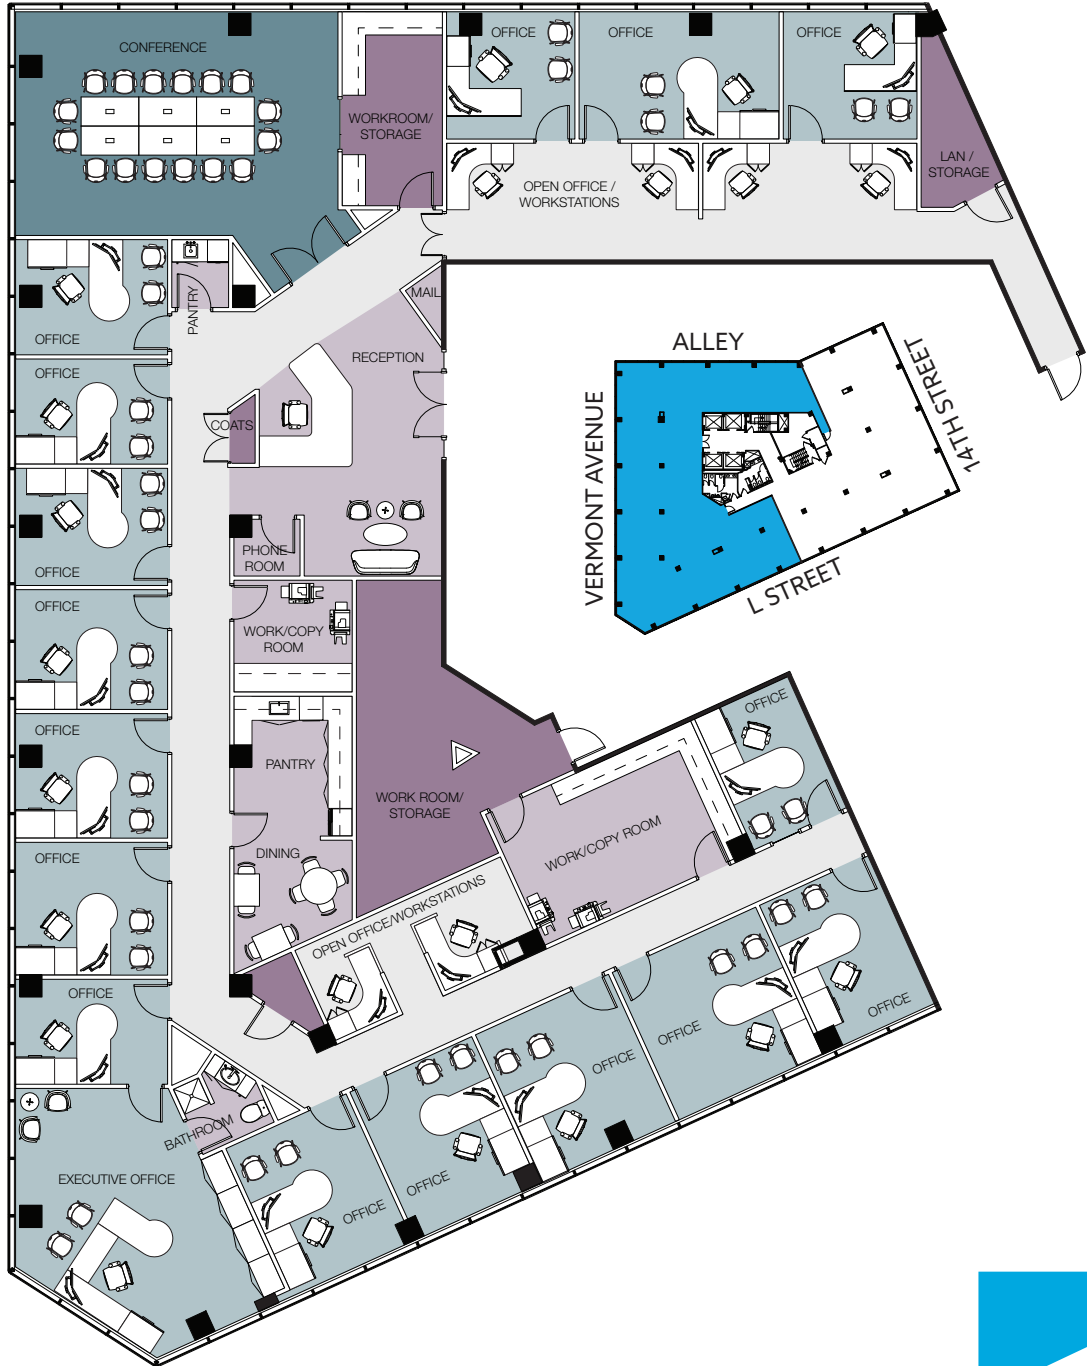 OFFICE
OFFICE
OFFICE
CONFERENCE
WORKROOM/
STORAGE
LAN /
STORAGE
OPEN OFFICE /
WORKSTATIONS
PANTRY
MAIL
OFFICE
RECEPTION
OFFICE
COATS
ALLEY
VERMONT AVENUE
14TH STREET
L STREET
PHONE
ROOM
OFFICE
OFFICE
WORK/COPY
ROOM
OFFICE
OFFICE
PANTRY
WORK ROOM/
STORAGE
WORK/COPY ROOM
OFFICE
DINING
OPEN OFFICE/WORKSTATIONS
OFFICE
OFFICE
OFFICE
OFFICE
BATHROOM
EXECUTIVE OFFICE
OFFICE
OFFICE